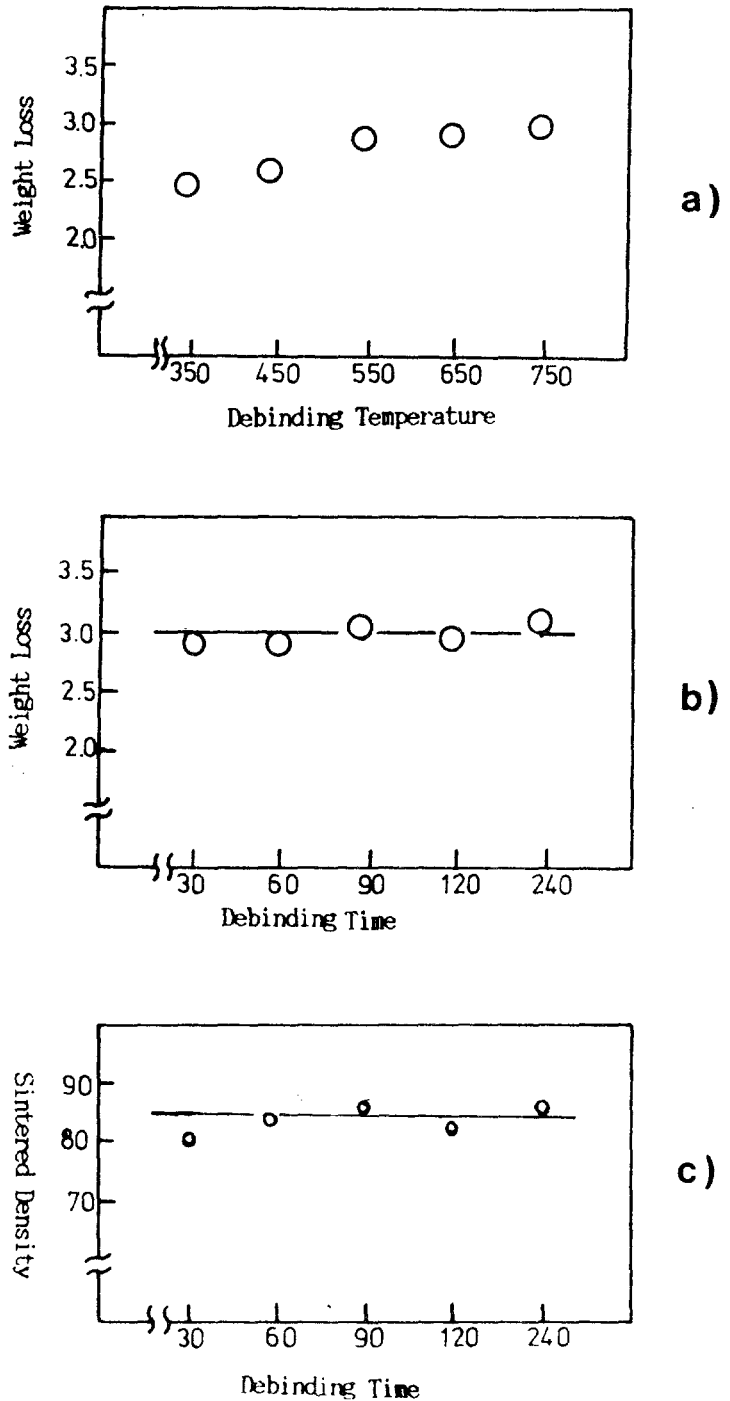 3.5
3.0
2.5
2.0
Weight Loss
350 450 550 650 750
Debinding Temperature
a)
3.5
3.0
2.5
2.0
Weight Loss
30 60 90 120 240
Debinding Time
b)
90
80
70
Sintered Density
30 60 90 120 240
Debinding Time
c)